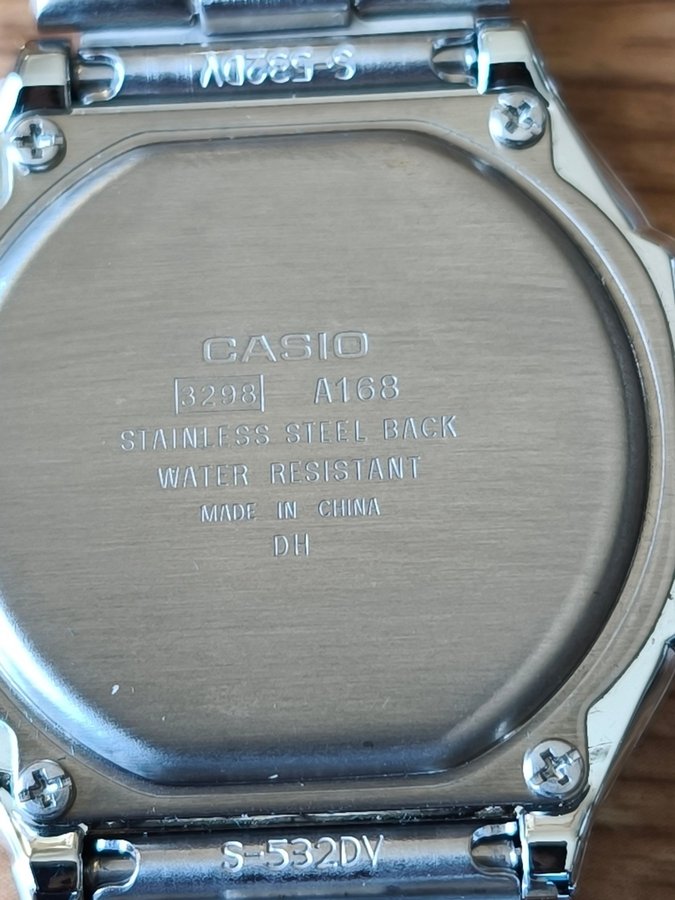 S-532DY
CASIO
3298 A168
STAINLESS STEEL BACK
WATER RESISTANT
MADE IN CHINA
DH
S-532DY